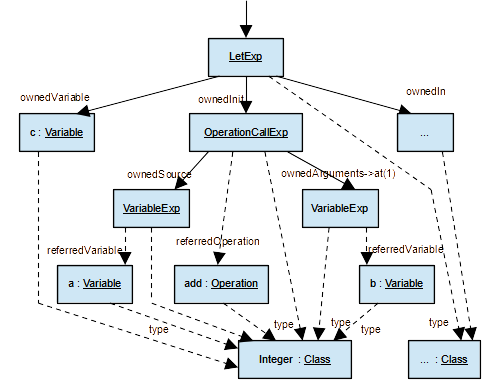 LetExp
ownedVariable
ownedInit
ownedIn
c : Variable
OperationCallExp
...
ownedSource
ownedArguments->at(1)
VariableExp
VariableExp
referredVariable
referredOperation
referredVariable
a : Variable
add : Operation
b : Variable
type
type
type
type
Integer : Class
... : Class